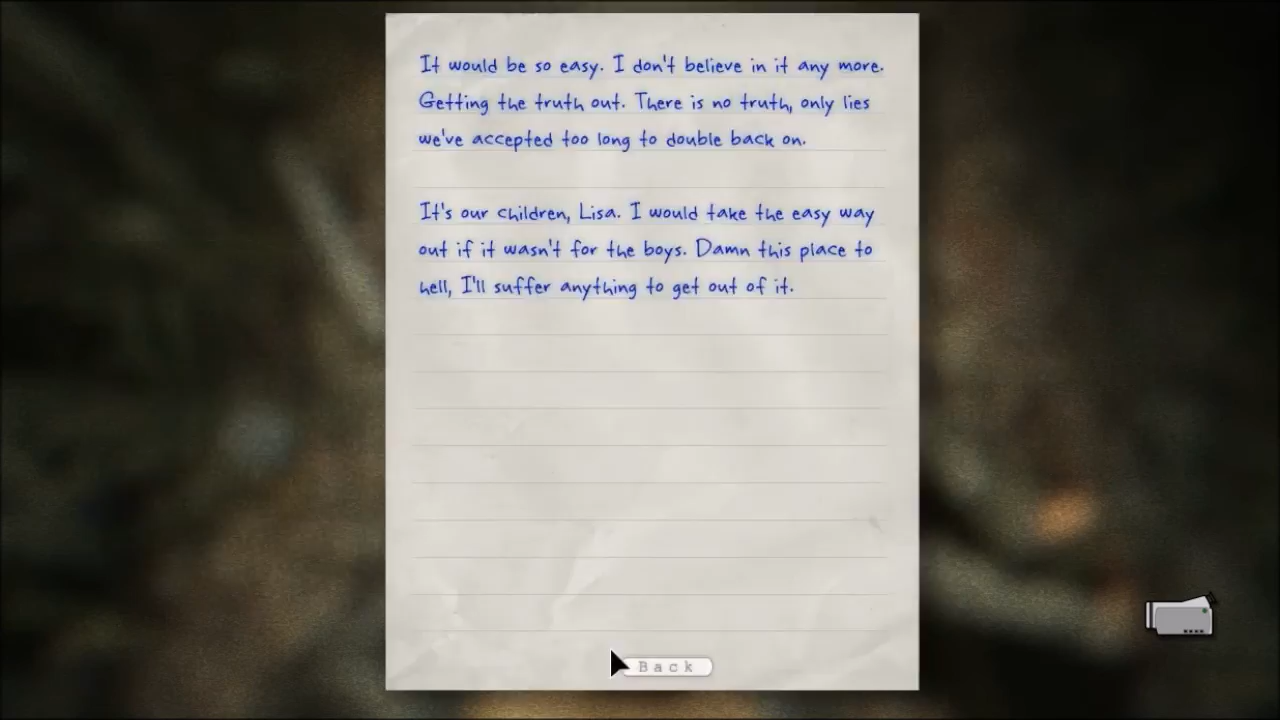 It would be so easy. I don't believe in it any more.
Getting the truth out. There is no truth, only lies
we've accepted too long to double back on.
It's our children, Lisa. I would take the easy way
out if it wasn't for the boys. Damn this place to
hell, I'll suffer anything to get out of it.
Back